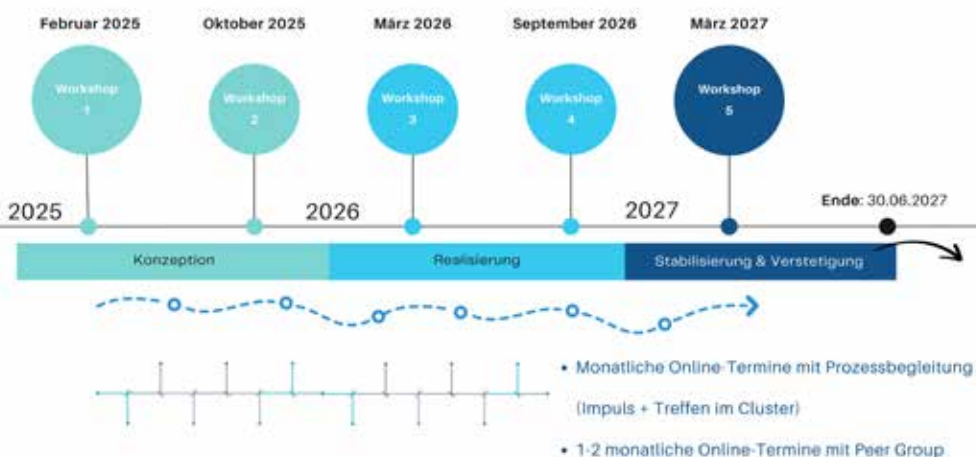 Februar 2025
Oktober 2025
März 2026
September 2026
März 2027
Workshop
1
Workshop
2
Workshop
3
Workshop
4
Workshop
5
2025
2026
2027
Ende: 30.06.2027
Konzeption
Realisierung
Stabilisierung & Verstetigung
• Monatliche Online-Termine mit Prozessbegleitung
(Impuls + Treffen im Cluster)
• 1-2 monatliche Online-Termine mit Peer Group